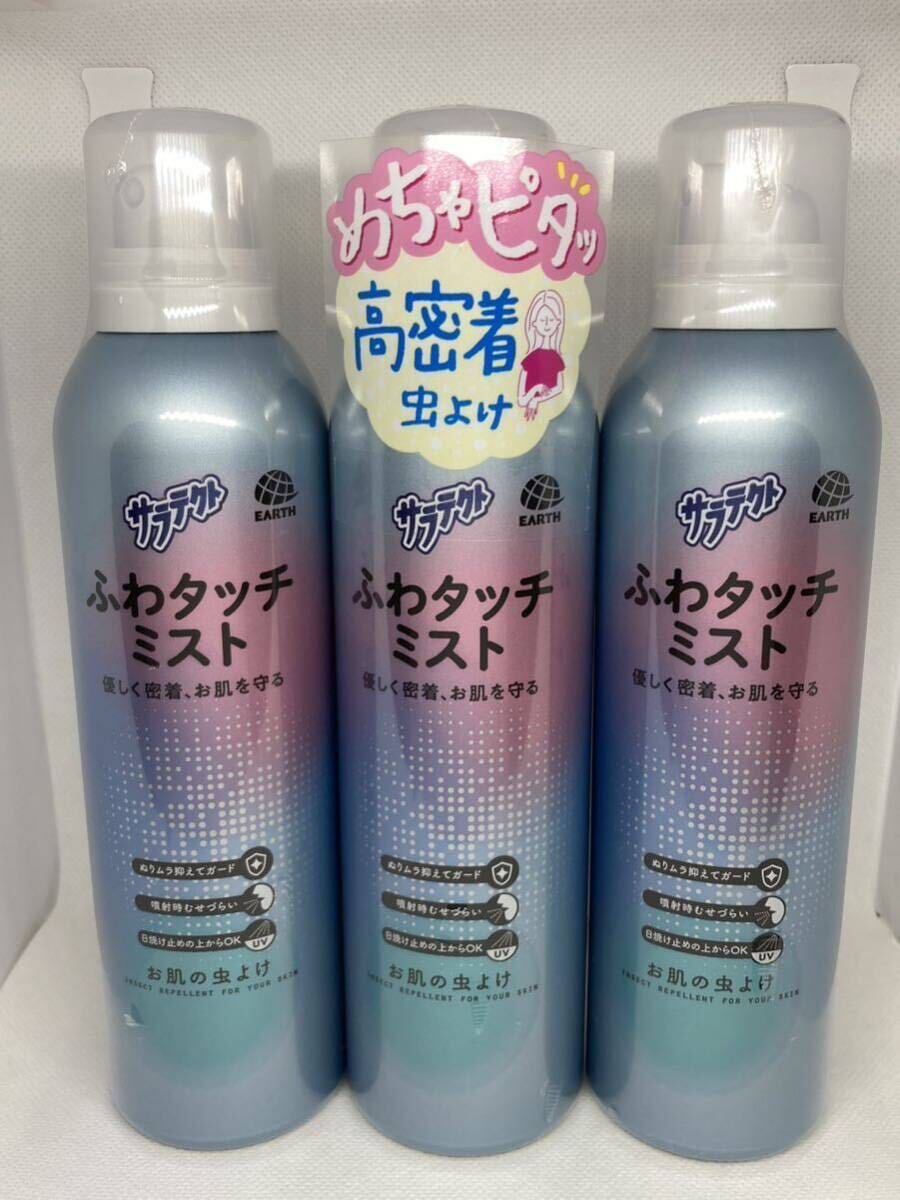 めちゃピタッ
高密着
虫よけ
サラテクト
EARTH
ふわタッチ
ミスト
優しく密着、お肌を守る
ぬりムラ抑えてガード
噴射時むせづらい
日焼け止めの上からOK
UV
お肌の虫よけ
INSECT REPELLENT FOR YOUR SKIN
サラテクト
EARTH
ふわタッチ
ミスト
優しく密着、お肌を守る
ぬりムラ抑えてガード
噴射時むせづらい
日焼け止めの上からOK
UV
お肌の虫よけ
INSECT REPELLENT FOR YOUR SKIN
サラテクト
EARTH
ふわタッチ
ミスト
優しく密着、お肌を守る
ぬりムラ抑えてガード
噴射時むせづらい
日焼け止めの上からOK
UV
お肌の虫よけ
INSECT REPELLENT FOR YOUR SKIN